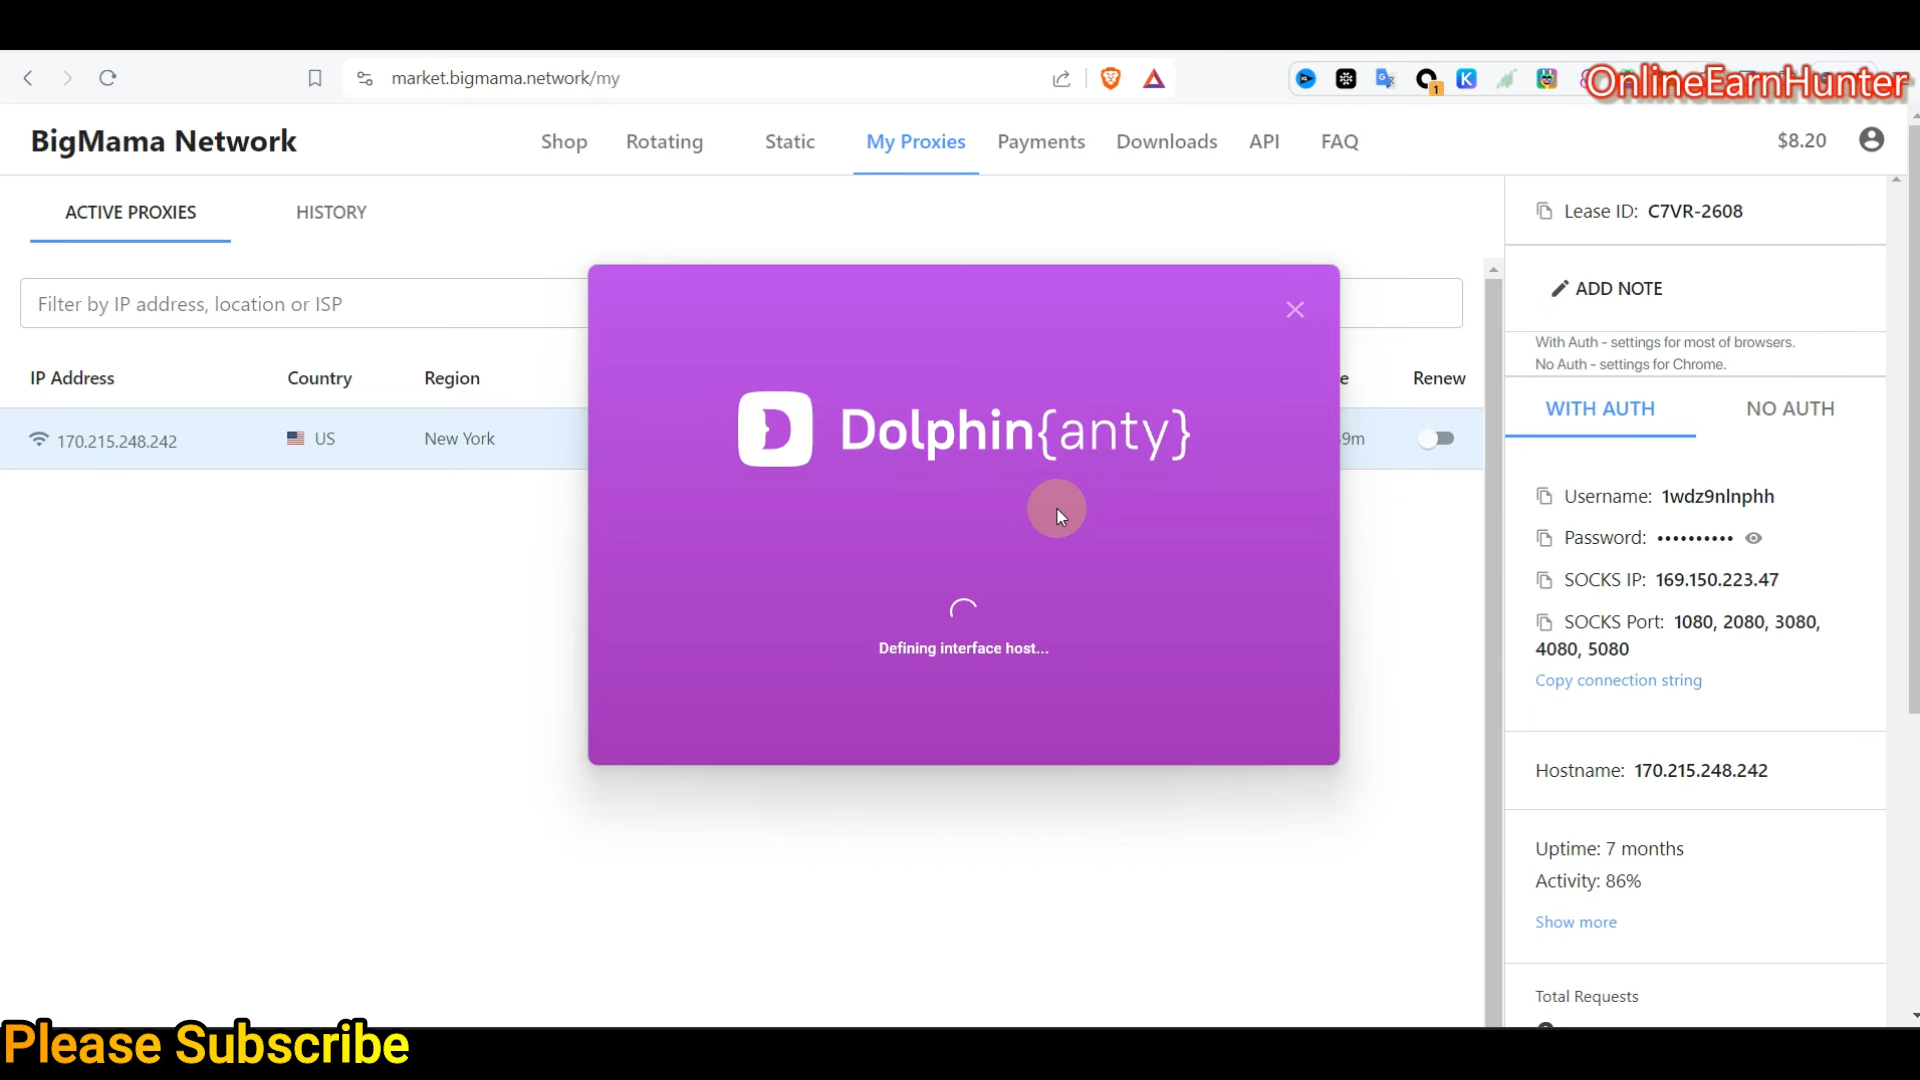 market.bigmama.network/my
1
OnlineEarnHunter
BigMama Network
Shop
Rotating
Static
My Proxies
Payments
Downloads
API
FAQ
$8.20
ACTIVE PROXIES
HISTORY
Filter by IP address, location or ISP
IP Address
Country
Region
e
Renew
170.215.248.242
US
New York
9m
Dolphin{anty}
Defining interface host...
Lease ID: C7VR-2608
ADD NOTE
With Auth - settings for most of browsers.
No Auth - settings for Chrome.
WITH AUTH
NO AUTH
Username: 1wdz9nlnphh
Password: ••••••••••
SOCKS IP: 169.150.223.47
SOCKS Port: 1080, 2080, 3080,
4080, 5080
Copy connection string
Hostname: 170.215.248.242
Uptime: 7 months
Activity: 86%
Show more
Total Requests
Please Subscribe